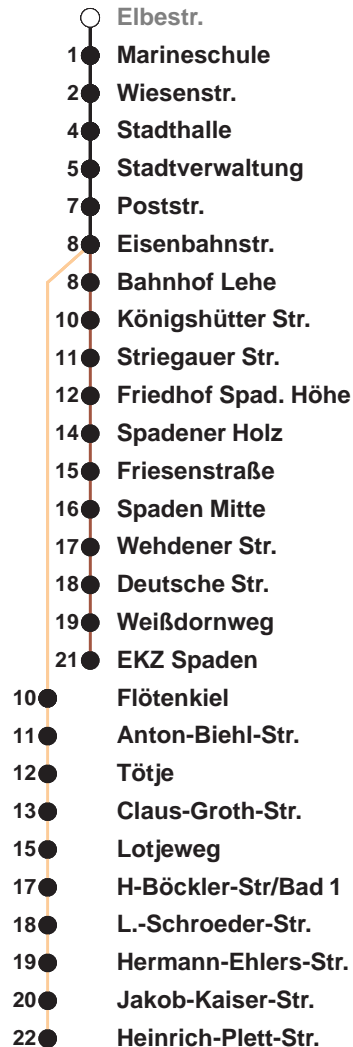 Elbestr.
1 Marineschule
2 Wiesenstr.
4 Stadthalle
5 Stadtverwaltung
7 Poststr.
8 Eisenbahnstr.
8 Bahnhof Lehe
10 Königshütter Str.
11 Striegauer Str.
12 Friedhof Spad. Höhe
14 Spadener Holz
15 Friesenstraße
16 Spaden Mitte
17 Wehdener Str.
18 Deutsche Str.
19 Weißdornweg
21 EKZ Spaden
10 Flötenkiel
11 Anton-Biehl-Str.
12 Tötje
13 Claus-Groth-Str.
15 Lotjeweg
17 H-Böckler-Str/Bad 1
18 L.-Schroeder-Str.
19 Hermann-Ehlers-Str.
20 Jakob-Kaiser-Str.
22 Heinrich-Plett-Str.